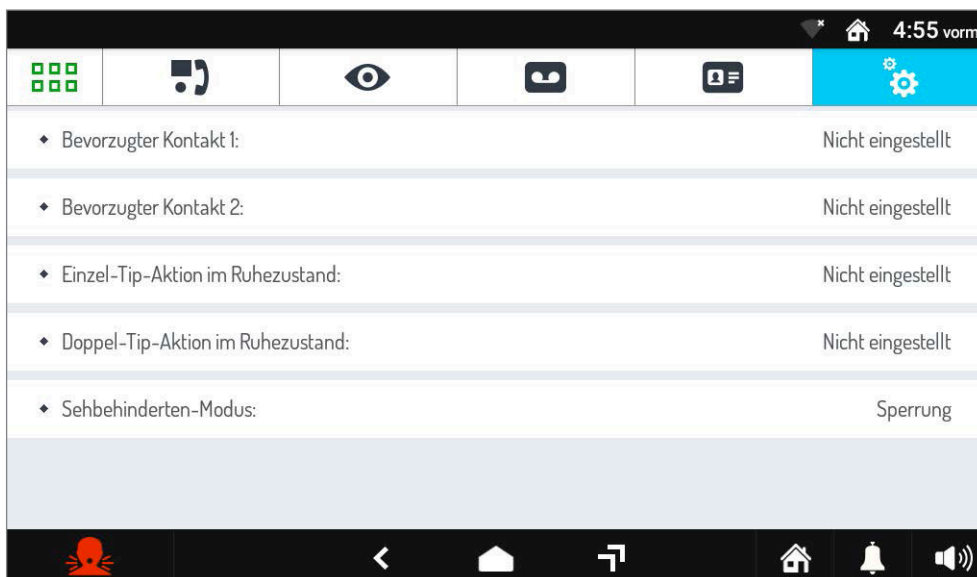 4:55 vorm
Bevorzugter Kontakt 1: Nicht eingestellt
Bevorzugter Kontakt 2: Nicht eingestellt
Einzel-Tip-Aktion im Ruhezustand: Nicht eingestellt
Doppel-Tip-Aktion im Ruhezustand: Nicht eingestellt
Sehbehinderten-Modus: Sperrung